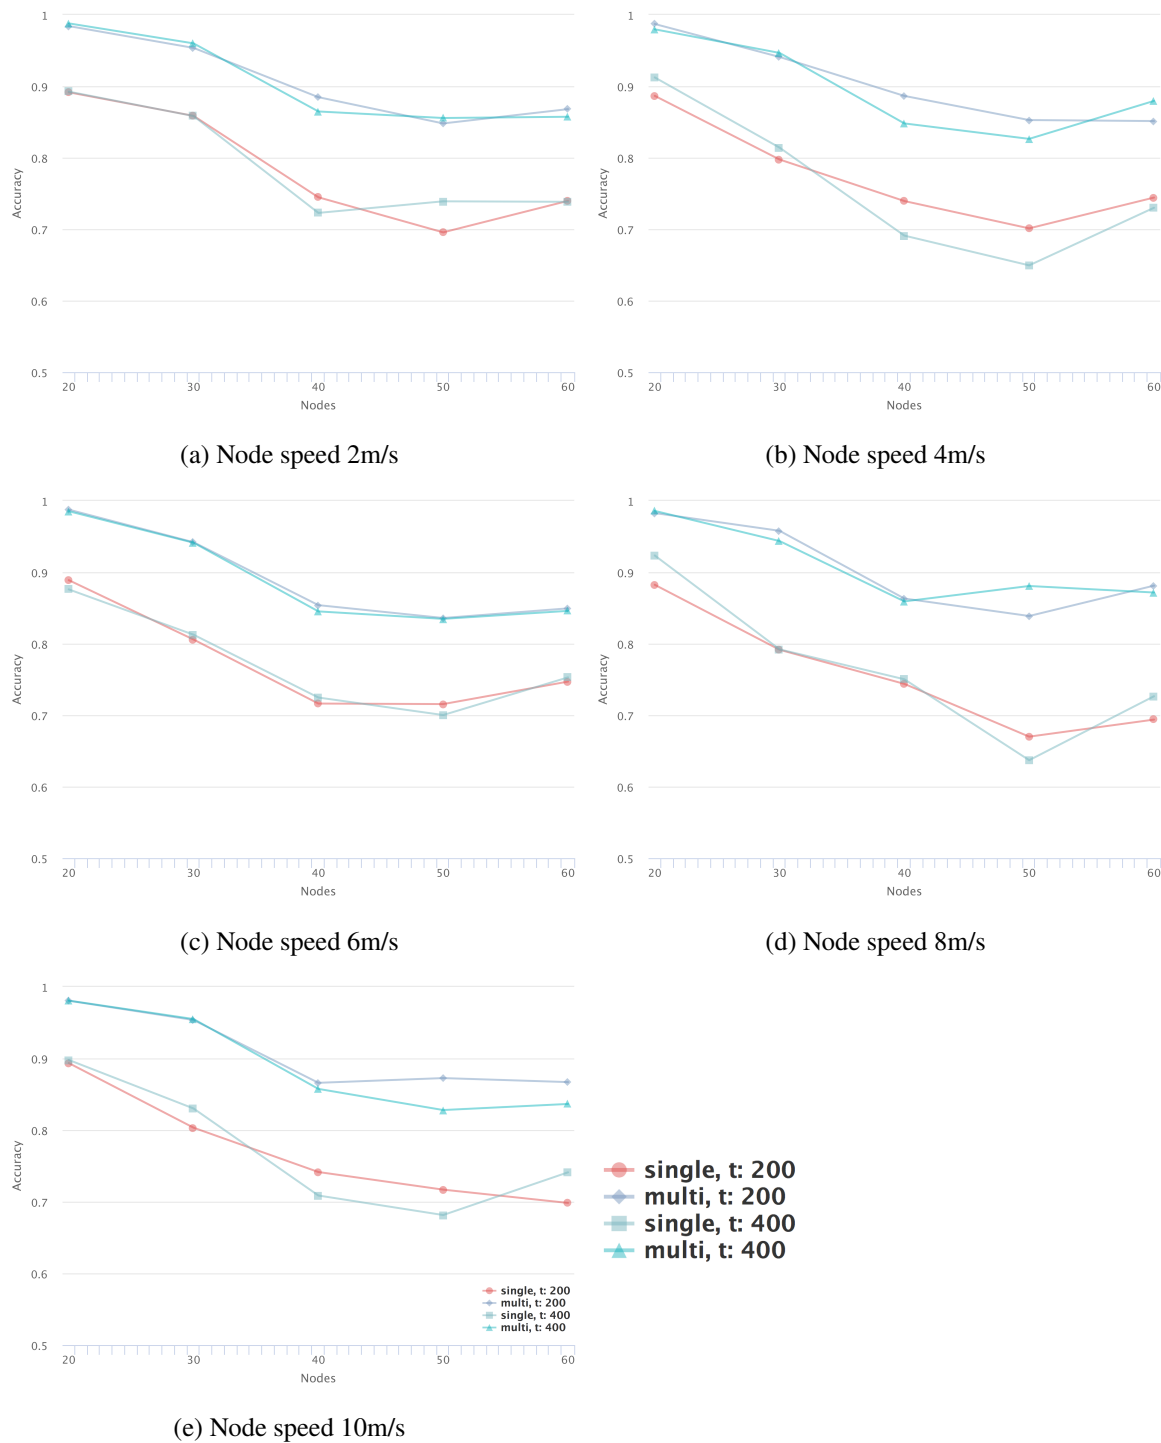 1
0.9
0.8
0.7
0.6
0.5
Accuracy
20 30 40 50 60
Nodes
(a) Node speed 2m/s
1
0.9
0.8
0.7
0.6
0.5
Accuracy
20 30 40 50 60
Nodes
(b) Node speed 4m/s
1
0.9
0.8
0.7
0.6
0.5
Accuracy
20 30 40 50 60
Nodes
(c) Node speed 6m/s
1
0.9
0.8
0.7
0.6
0.5
Accuracy
20 30 40 50 60
Nodes
(d) Node speed 8m/s
1
0.9
0.8
0.7
0.6
0.5
Accuracy
20 30 40 50 60
Nodes
single, t: 200
multi, t: 200
single, t: 400
multi, t: 400
(e) Node speed 10m/s
single, t: 200
multi, t: 200
single, t: 400
multi, t: 400